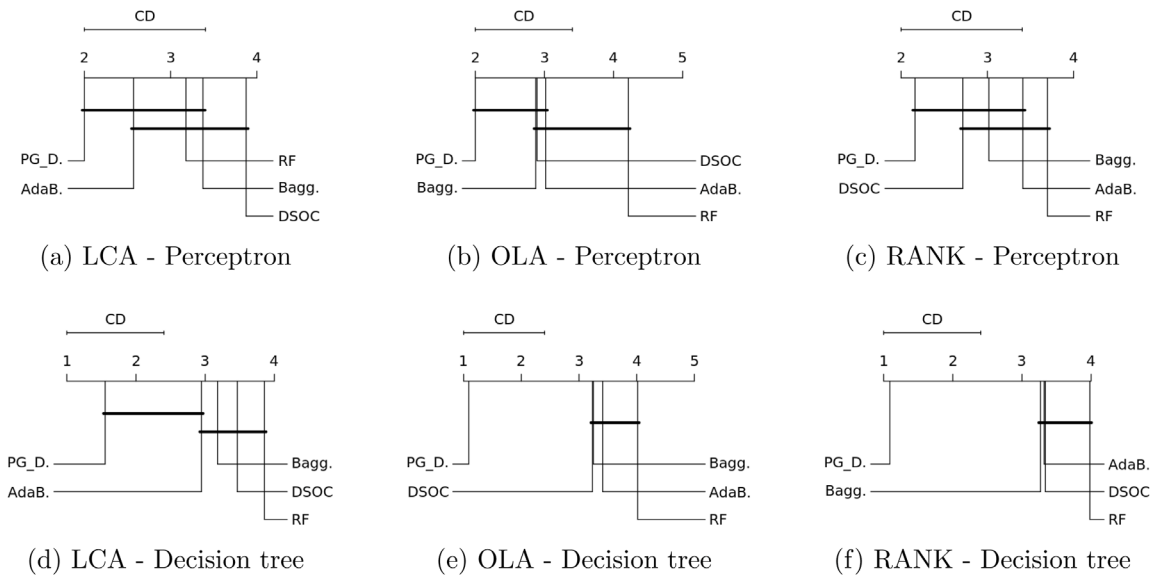 CD
2 3 4
PG_D.
AdaB.
RF
Bagg.
DSOC
(a) LCA - Perceptron
CD
2 3 4 5
PG_D.
Bagg.
DSOC
AdaB.
RF
(b) OLA - Perceptron
CD
2 3 4
PG_D.
DSOC
Bagg.
AdaB.
RF
(c) RANK - Perceptron
CD
1 2 3 4
PG_D.
AdaB.
Bagg.
DSOC
RF
(d) LCA - Decision tree
CD
1 2 3 4 5
PG_D.
DSOC
Bagg.
AdaB.
RF
(e) OLA - Decision tree
CD
1 2 3 4
PG_D.
Bagg.
AdaB.
DSOC
RF
(f) RANK - Decision tree